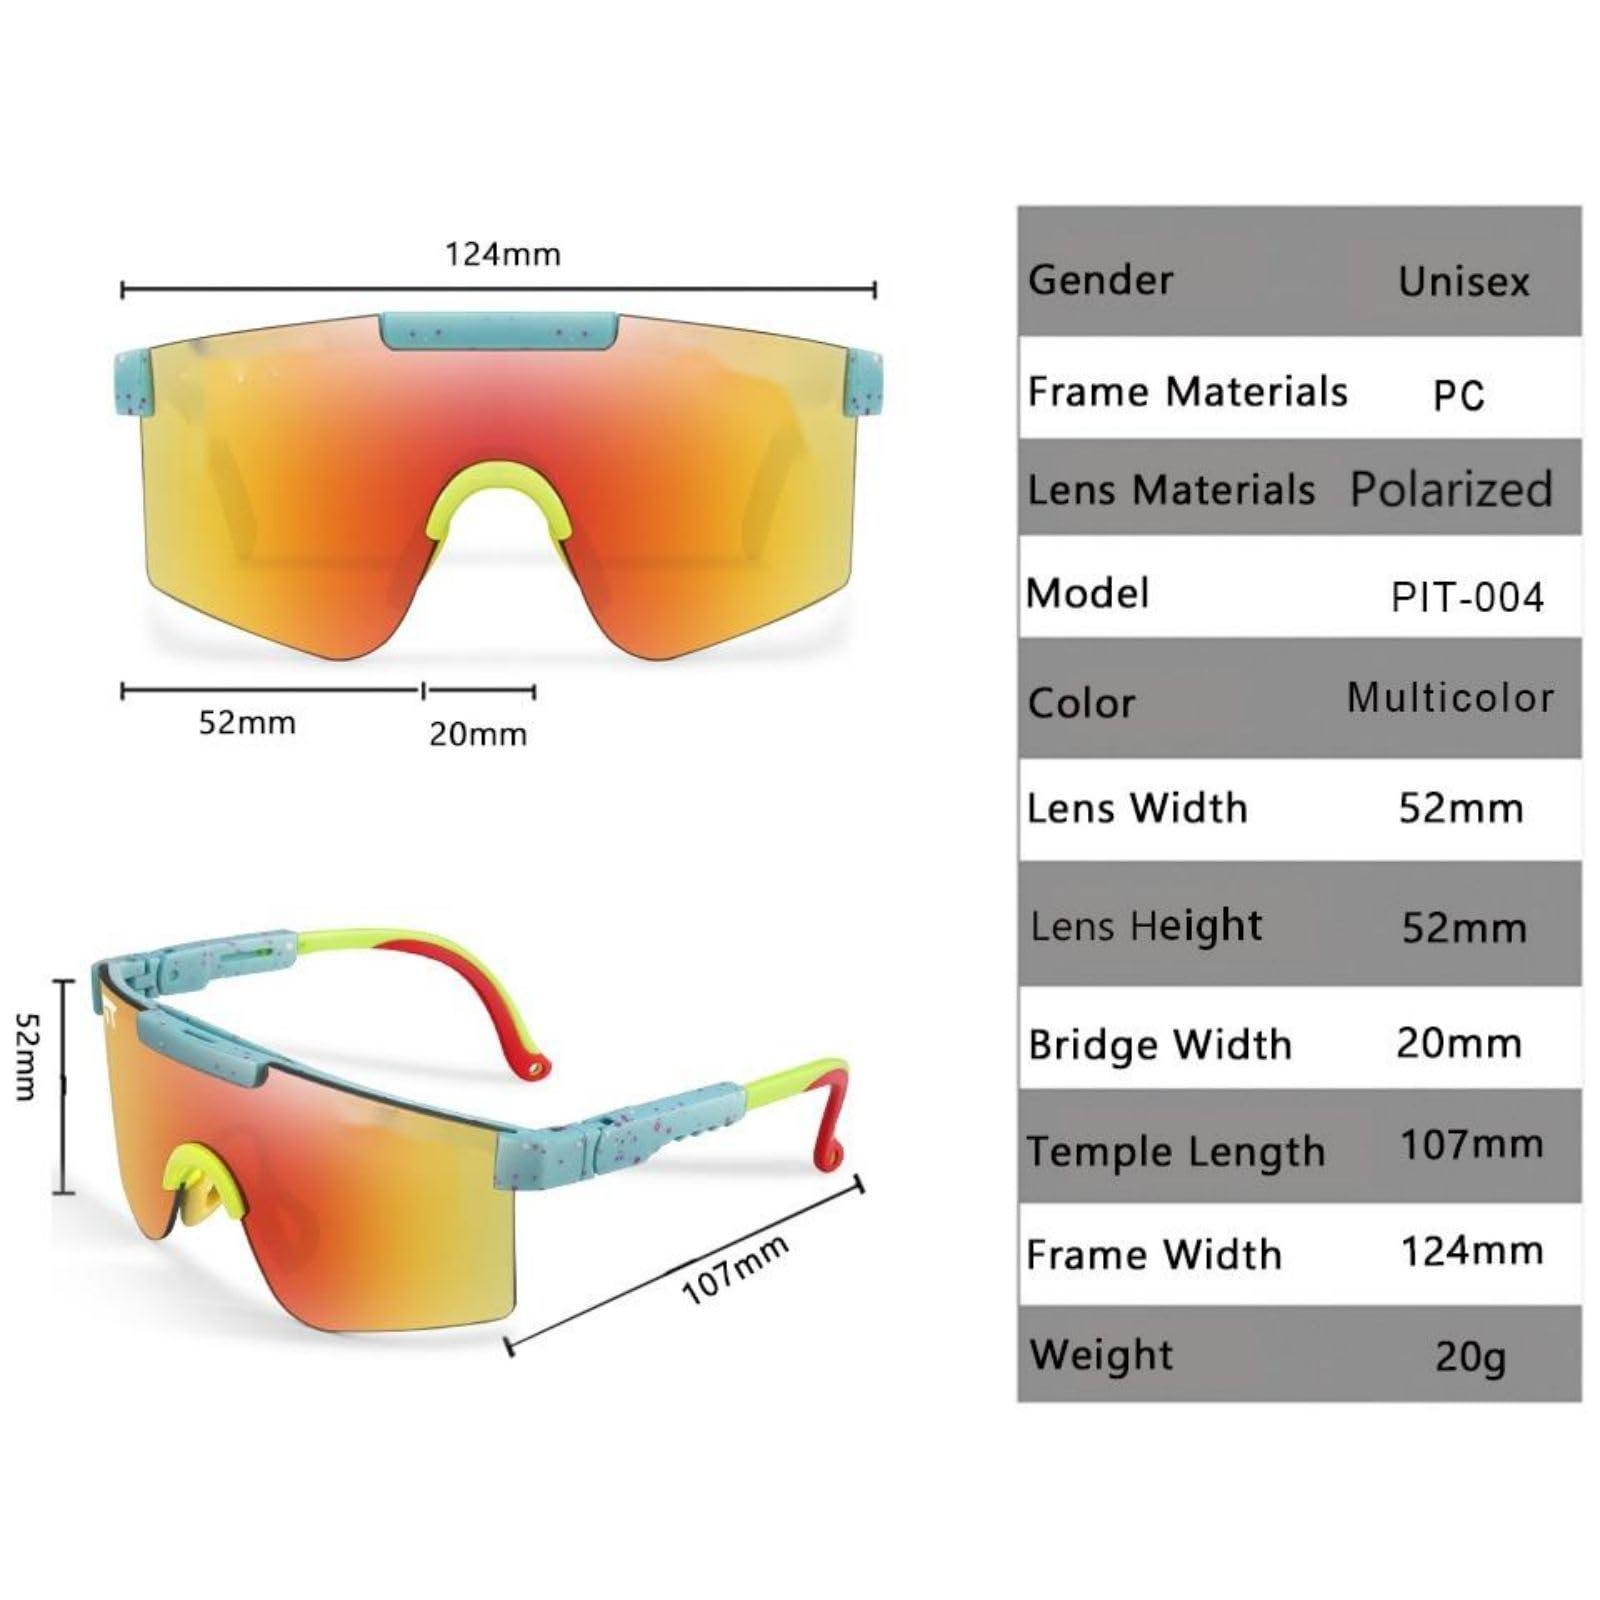 124mm
52mm
20mm
52mm
107mm
Gender Unisex
Frame Materials PC
Lens Materials Polarized
Model PIT-004
Color Multicolor
Lens Width 52mm
Lens Height 52mm
Bridge Width 20mm
Temple Length 107mm
Frame Width 124mm
Weight 20g